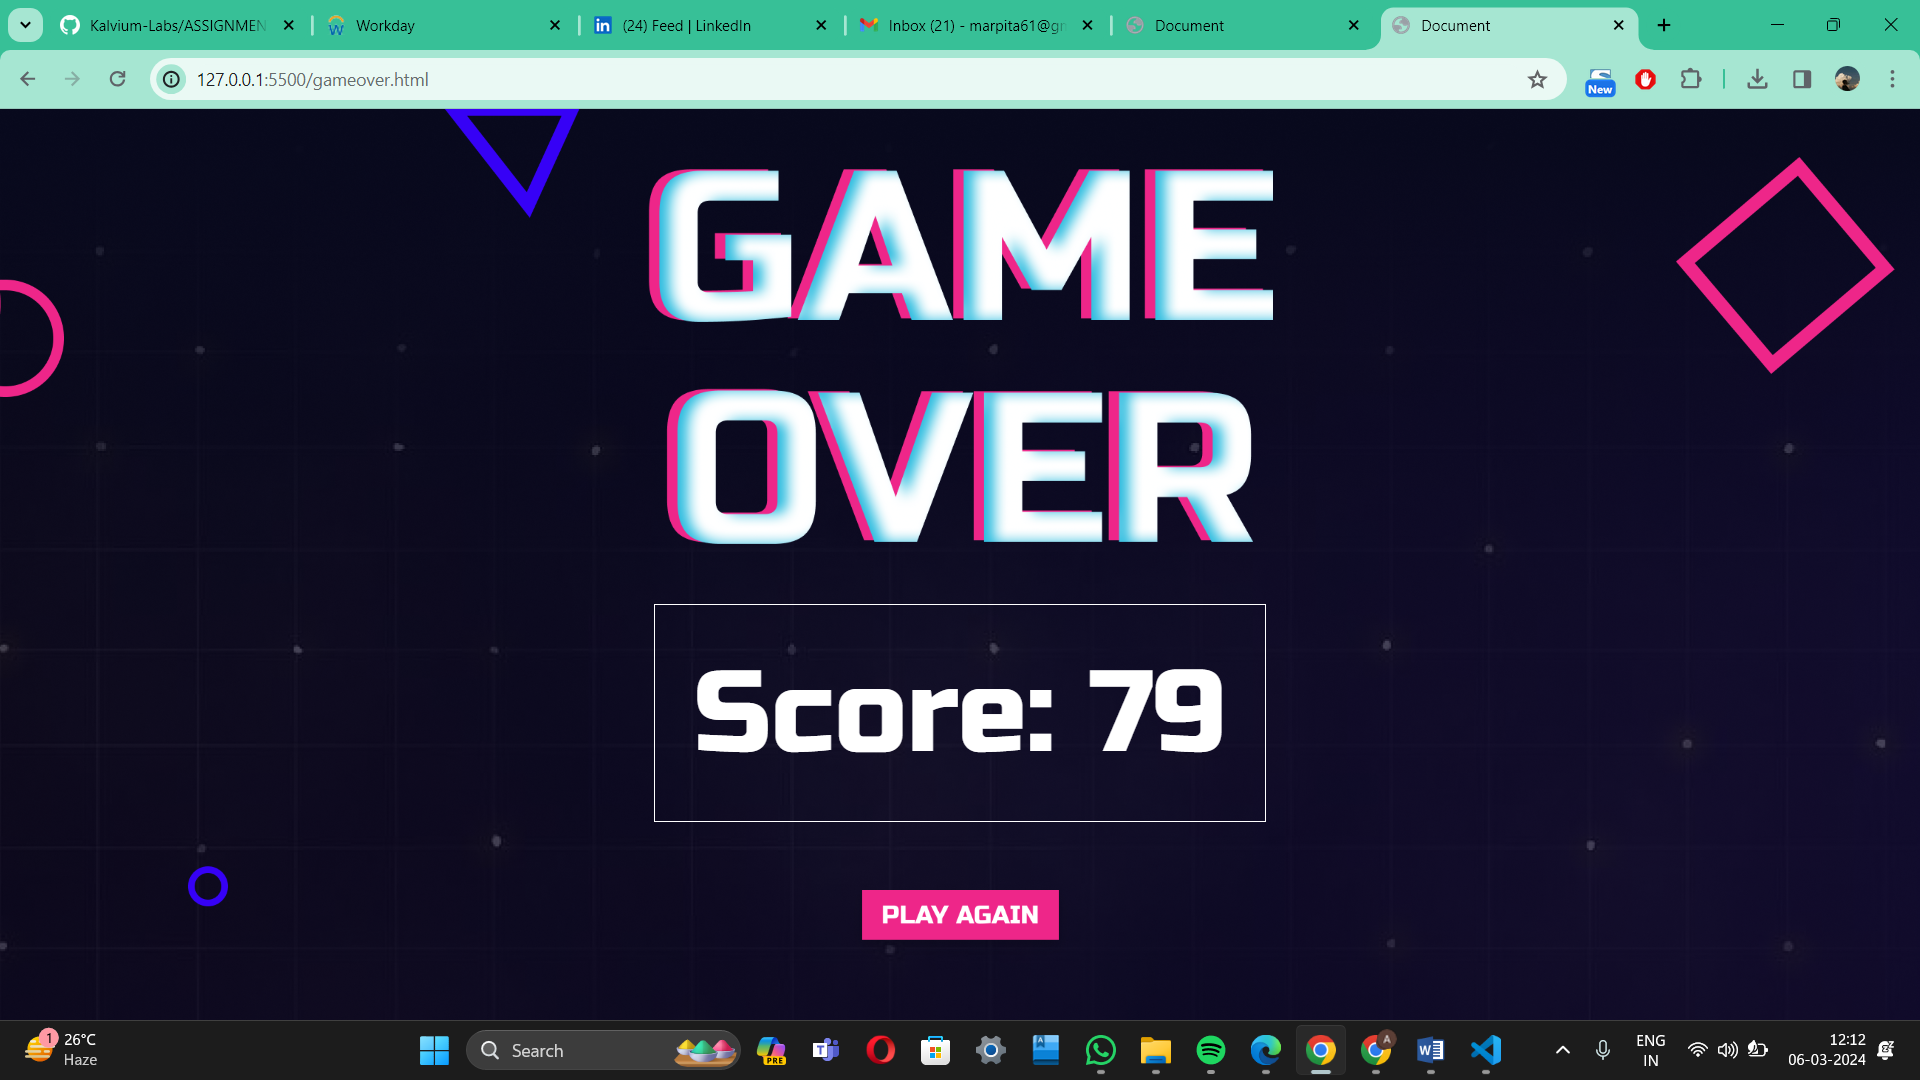 Kalvium-Labs/ASSIGNMEN
Workday
(24) Feed | LinkedIn
Inbox (21) - marpita61@gm
Document
Document
127.0.0.1:5500/gameover.html
New
GAME
OVER
Score: 79
PLAY AGAIN
1
26°C
Haze
Search
PRE
A
ENG
IN
12:12
06-03-2024